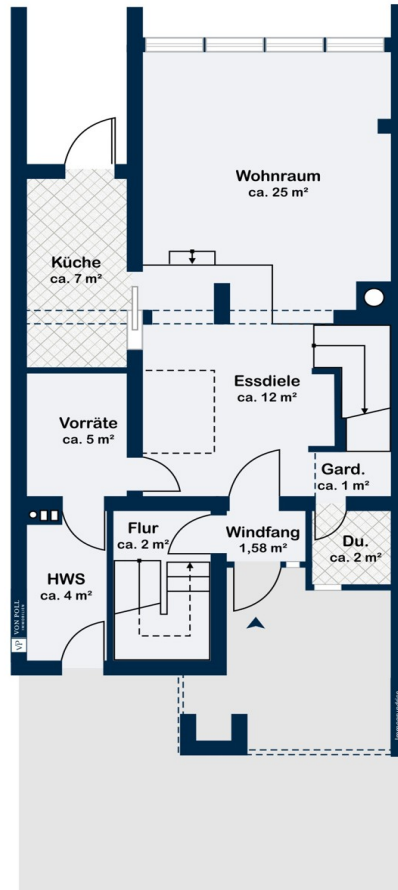 Wohnraum
ca. 25 m²
Küche
ca. 7 m²
Essdiele
ca. 12 m²
Vorräte
ca. 5 m²
Gard.
ca. 1 m²
Flur
ca. 2 m²
Windfang
1,58 m²
Du.
ca. 2 m²
HWS
ca. 4 m²
VON POLL
IMMOBILIEN
VP